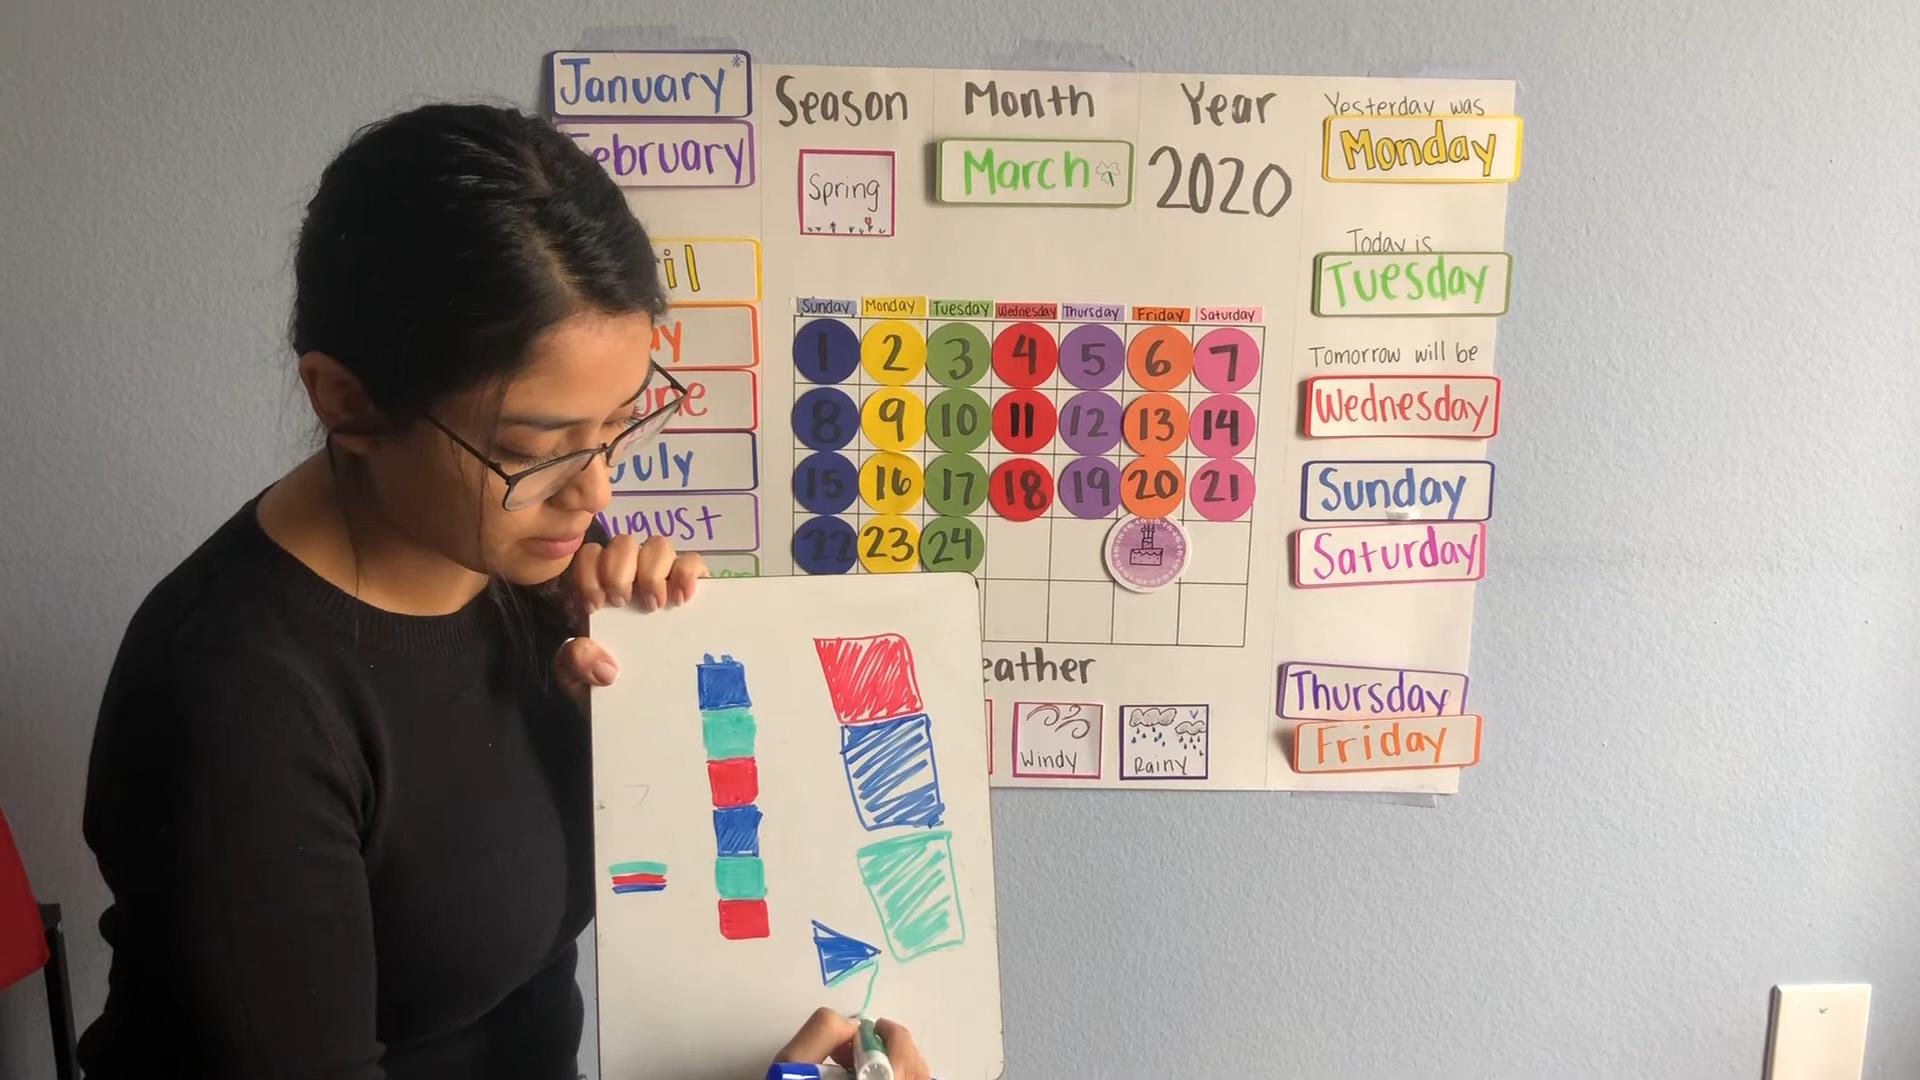 January
February
July
August
Season
Month
Year
Spring
March
2020
Yesterday was
Monday
Today is
Tuesday
Tomorrow will be
Wednesday
Sunday
Saturday
Thursday
Friday
Sunday Monday Tuesday Wednesday Thursday Friday Saturday
1 2 3 4 5 6 7
8 9 10 11 12 13 14
15 16 17 18 19 20 21
22 23 24
Windy
Rainy